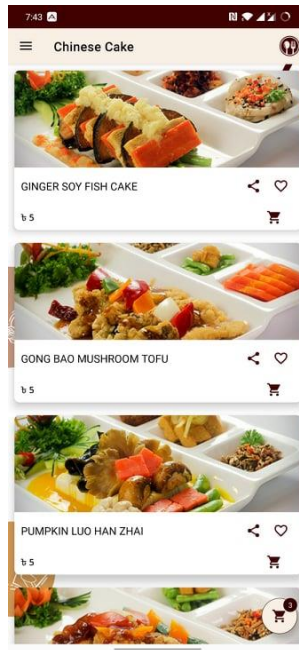 7:43
Chinese Cake
GINGER SOY FISH CAKE
৳ 5
GONG BAO MUSHROOM TOFU
৳ 5
PUMPKIN LUO HAN ZHAI
৳ 5
3